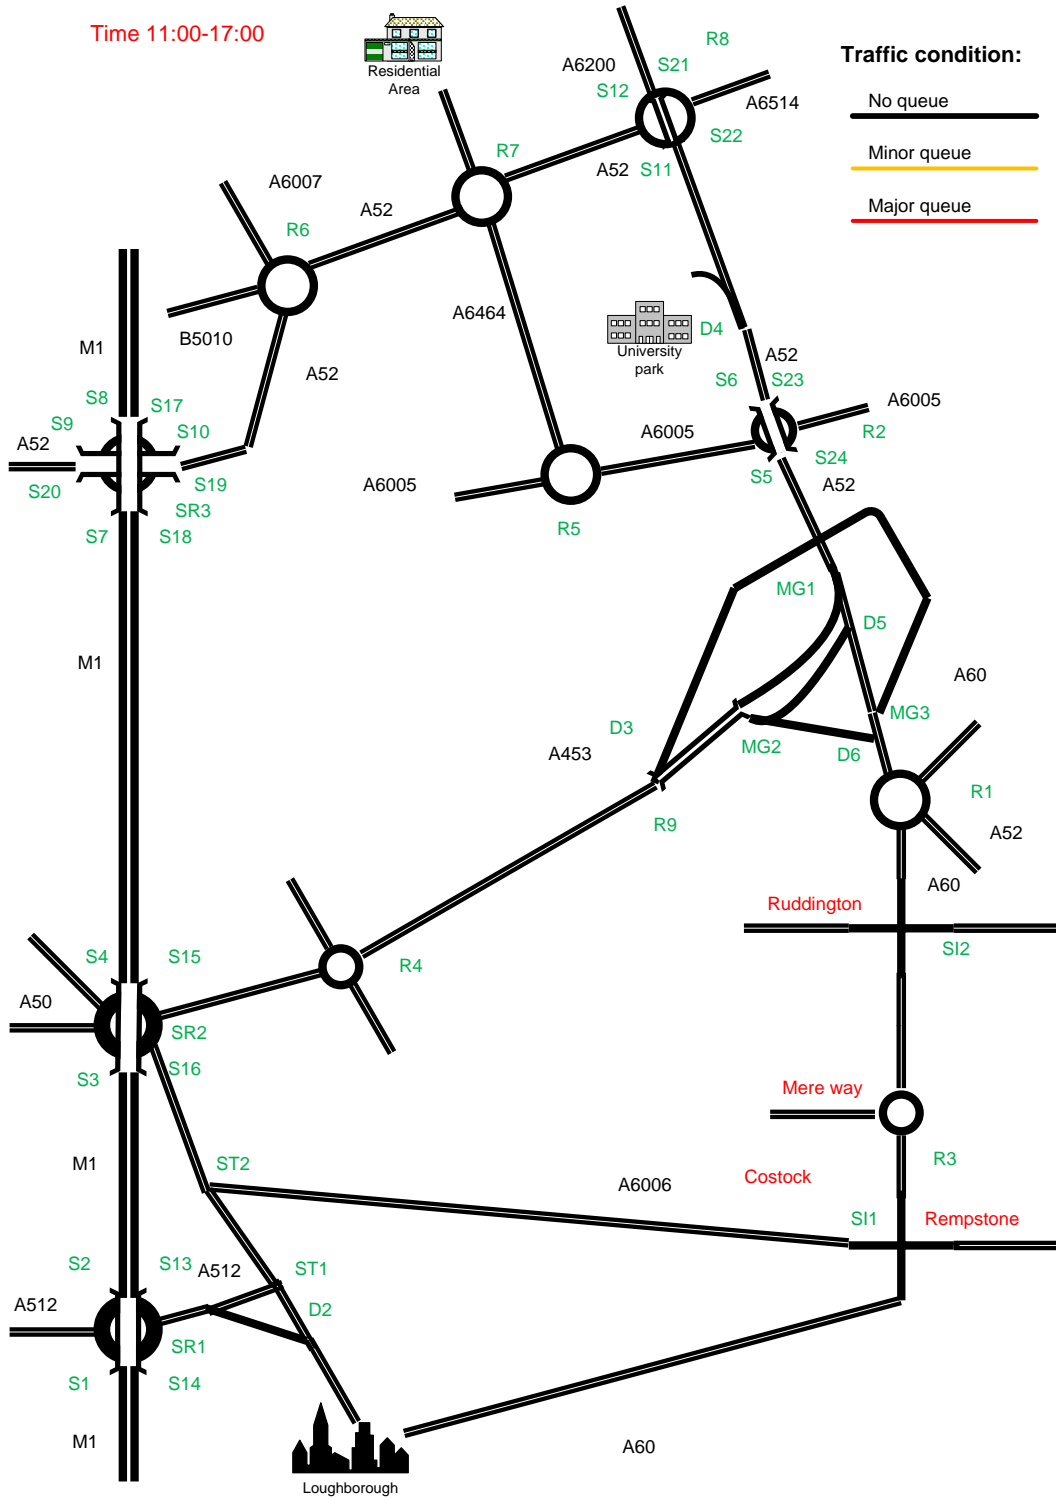 Time 11:00-17:00
Residential
Area
A6200
S12
S21
R8
Traffic condition:
No queue
Minor queue
Major queue
A6514
S22
A52
S11
R7
A6007
A52
R6
B5010
A52
A6464
M1
University
park
D4
A52
S6
S23
A6005
R2
A6005
S24
S5
A52
S8
S17
S9
S10
A52
S20
S19
SR3
S7
S18
A6005
R5
MG1
D5
M1
A60
MG3
D3
MG2
D6
A453
R1
R9
A52
A60
Ruddington
SI2
S4
S15
R4
A50
SR2
S16
S3
Mere way
R3
M1
ST2
A6006
Costock
SI1
Rempstone
S2
S13
A512
ST1
A512
D2
SR1
S1
S14
M1
A60
Loughborough